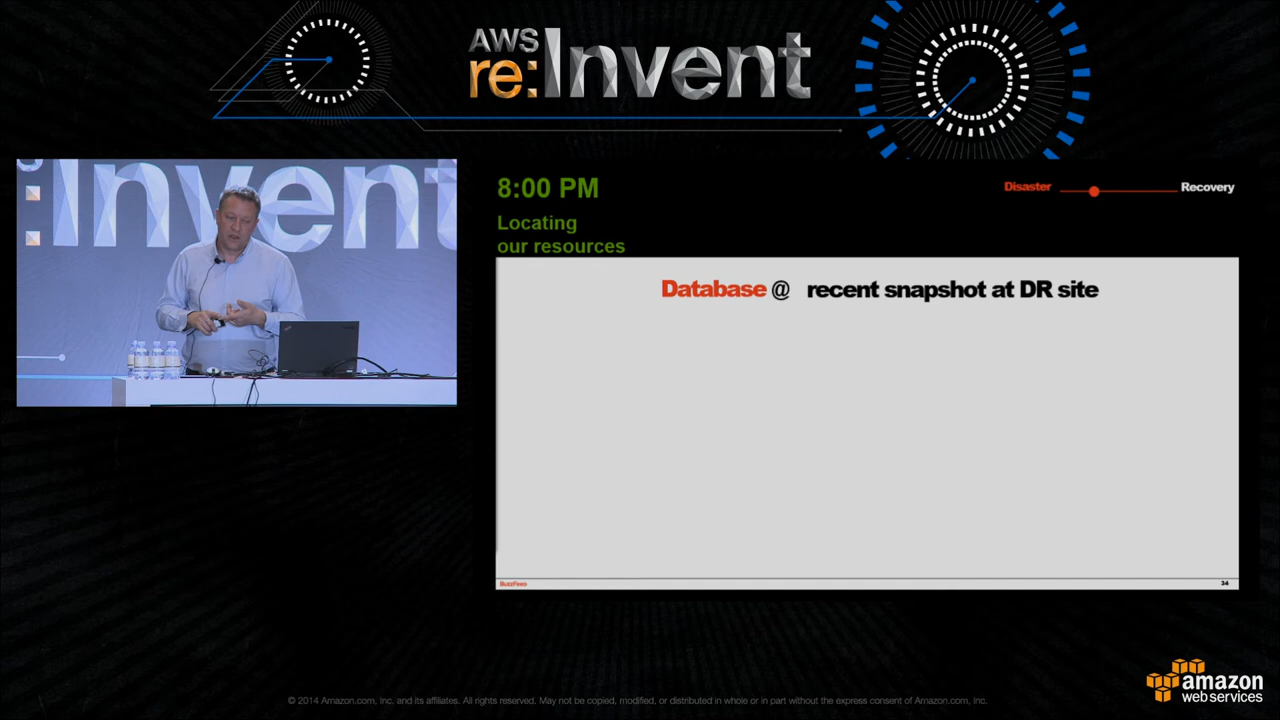 AWS
re:Invent
:Invent
8:00 PM
Locating
our resources
Disaster
Recovery
Database @ recent snapshot at DR site
BuzzFeed
34
© 2014 Amazon.com, Inc. and its affiliates. All rights reserved. May not be copied, modified, or distributed in whole or in part without the express consent of Amazon.com, Inc.
amazon
web services